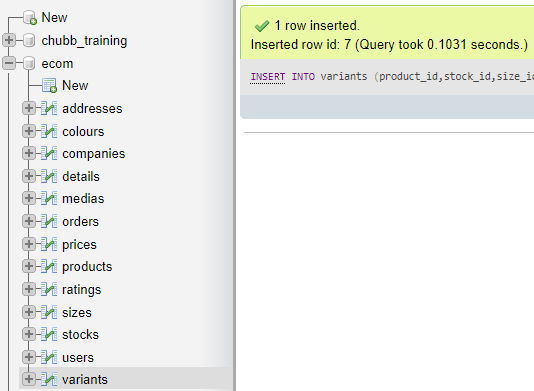 New
chubb_training
ecom
New
addresses
colours
companies
details
medias
orders
prices
products
ratings
sizes
stocks
users
variants
1 row inserted.
Inserted row id: 7 (Query took 0.1031 seconds.)
INSERT INTO variants (product_id,stock_id,size_i